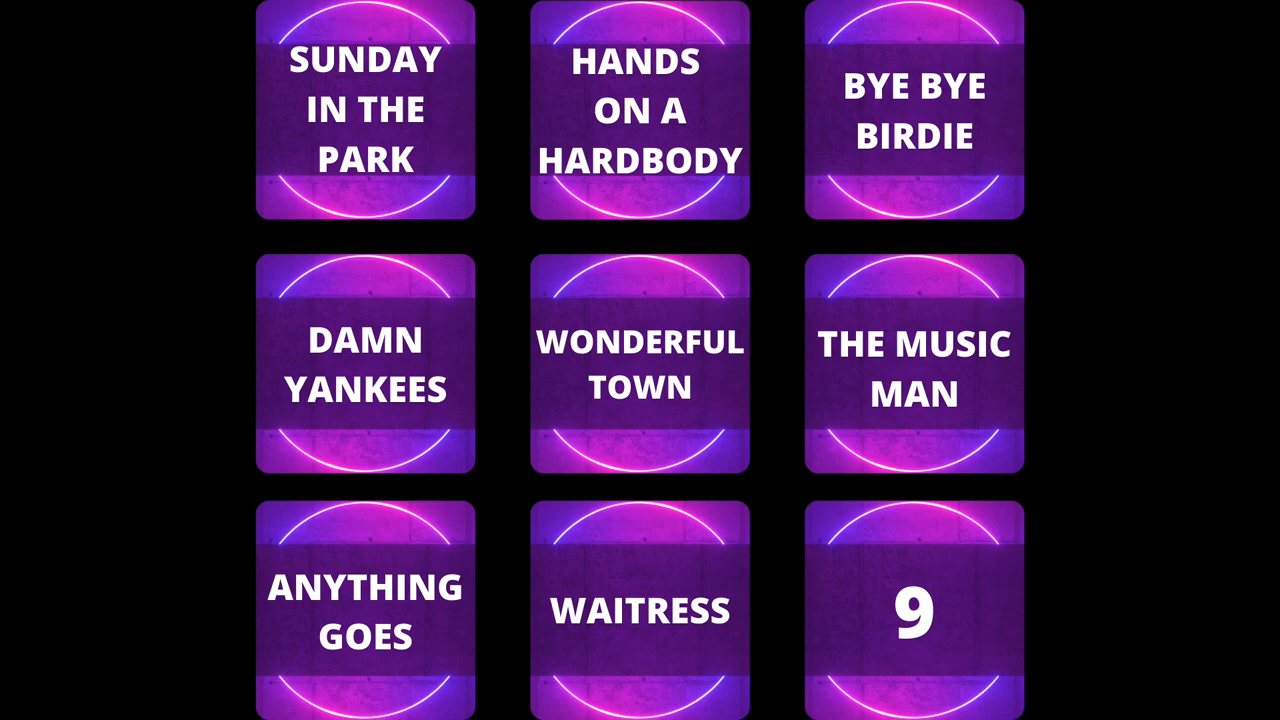 SUNDAY
IN THE
PARK
HANDS
ON A
HARDBODY
BYE BYE
BIRDIE
DAMN
YANKEES
WONDERFUL
TOWN
THE MUSIC
MAN
ANYTHING
GOES
WAITRESS
9